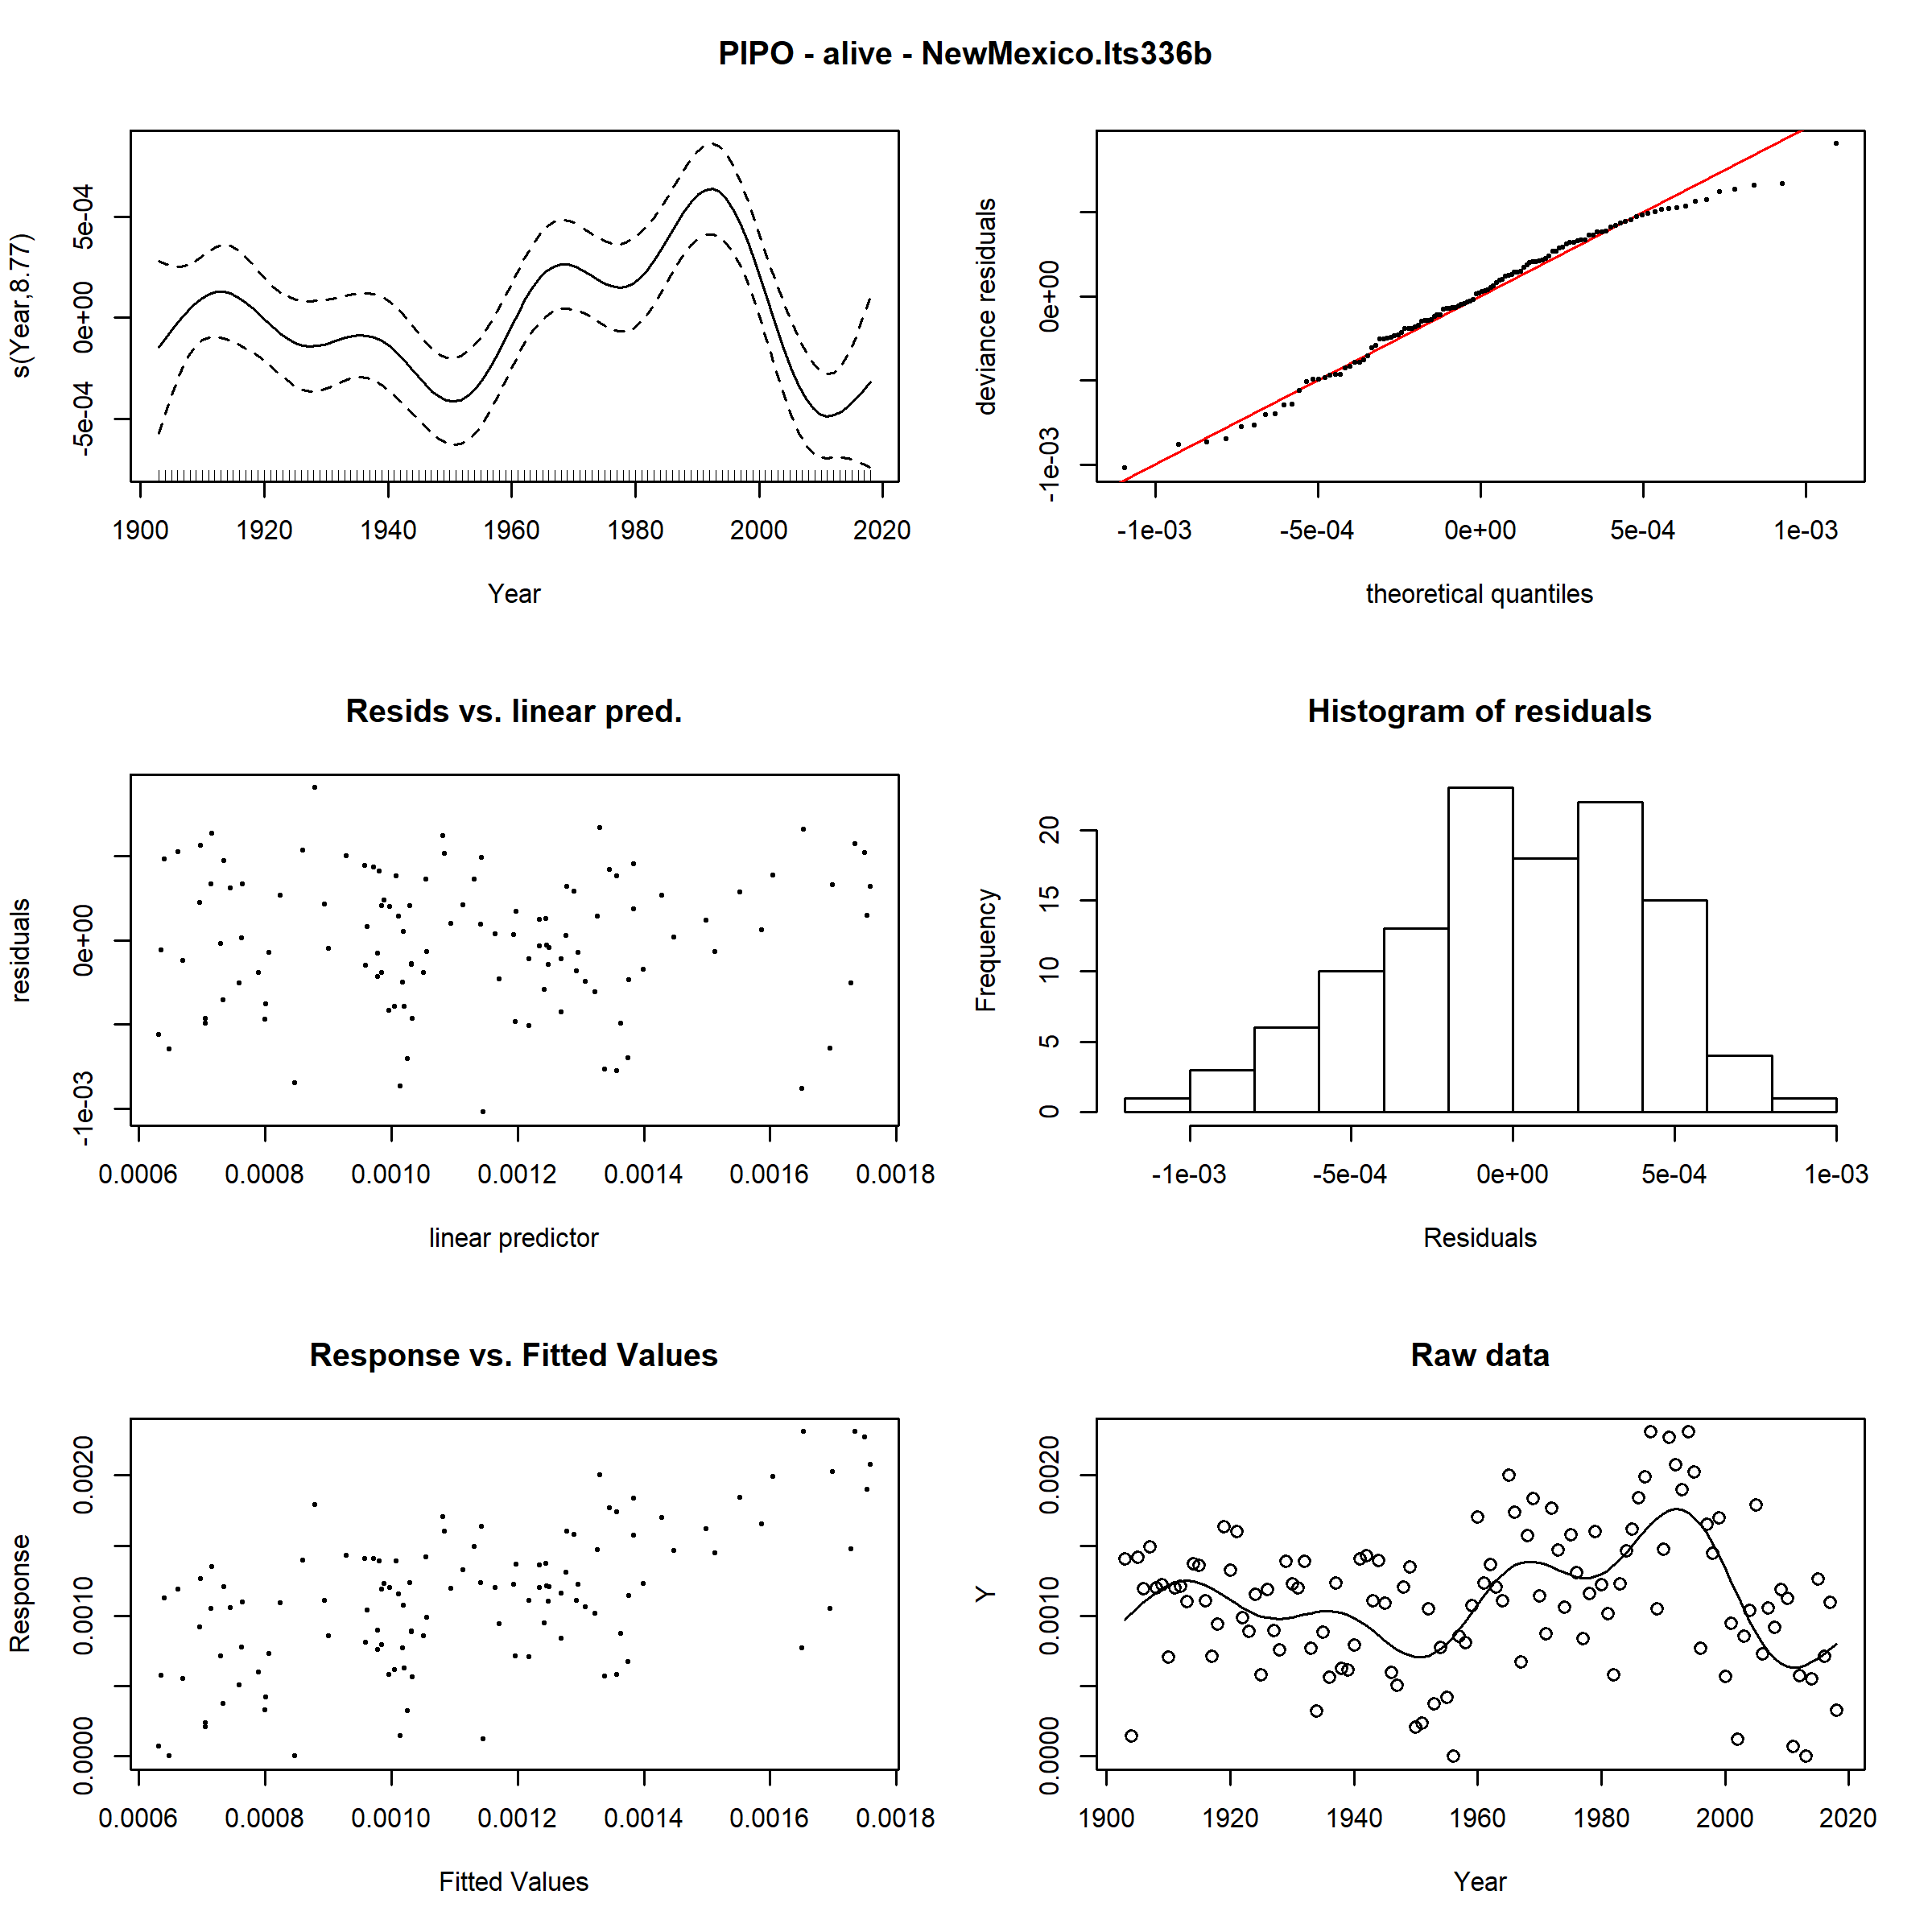 PIPO - alive - NewMexico.lts336b
s(Year,8.77)
-5e-04 0e+00 5e-04
1900 1920 1940 1960 1980 2000 2020
Year
deviance residuals
-1e-03 0e+00
-1e-03 -5e-04 0e+00 5e-04 1e-03
theoretical quantiles
Resids vs. linear pred.
residuals
-1e-03 0e+00
0.0006 0.0008 0.0010 0.0012 0.0014 0.0016 0.0018
linear predictor
Histogram of residuals
Frequency
0 5 10 15 20
-1e-03 -5e-04 0e+00 5e-04 1e-03
Residuals
Response vs. Fitted Values
Response
0.0000 0.0010 0.0020
0.0006 0.0008 0.0010 0.0012 0.0014 0.0016 0.0018
Fitted Values
Raw data
Y
0.0000 0.0010 0.0020
1900 1920 1940 1960 1980 2000 2020
Year